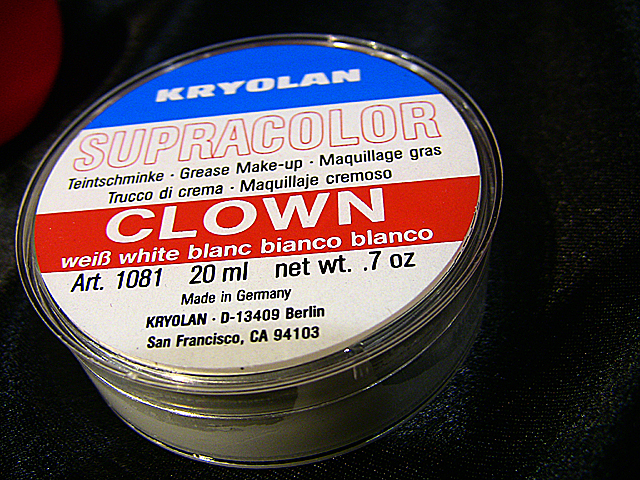 KRYOLAN
SUPRACOLOR
Teintschminke · Grease Make-up · Maquillage gras
Trucco di crema · Maquillaje cremoso
CLOWN
weiß white blanc bianco blanco
Art. 1081 20 ml net wt. .7 oz
Made in Germany
KRYOLAN · D-13409 Berlin
San Francisco, CA 94103